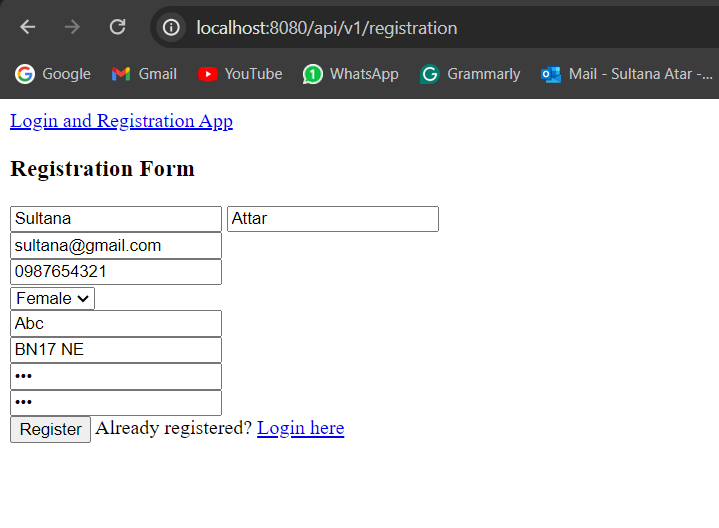 localhost:8080/api/v1/registration
Google Gmail YouTube 1 WhatsApp G Grammarly Mail - Sultana Atar -...
Login and Registration App
Registration Form
Sultana Attar
sultana@gmail.com
0987654321
Female
Abc
BN17 NE
•••
•••
Register Already registered? Login here